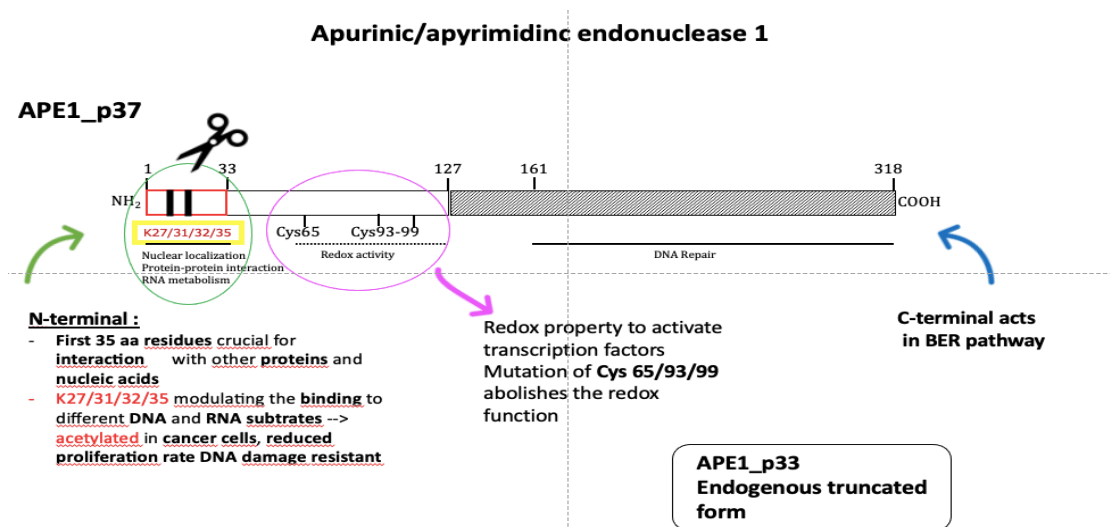 Apurinic/apyrimidinc endonuclease 1
APE1_p37
1 33 127 161 318
NH2 COOH
K27/31/32/35 Cys65 Cys93-99
Nuclear localization
Protein-protein interaction
RNA metabolism
Redox activity
DNA Repair
N-terminal :
- First 35 aa residues crucial for
interaction with other proteins and
nucleic acids
- K27/31/32/35 modulating the binding to
different DNA and RNA subtrates -->
acetylated in cancer cells, reduced
proliferation rate DNA damage resistant
Redox property to activate
transcription factors
Mutation of Cys 65/93/99
abolishes the redox
function
C-terminal acts
in BER pathway
APE1_p33
Endogenous truncated
form